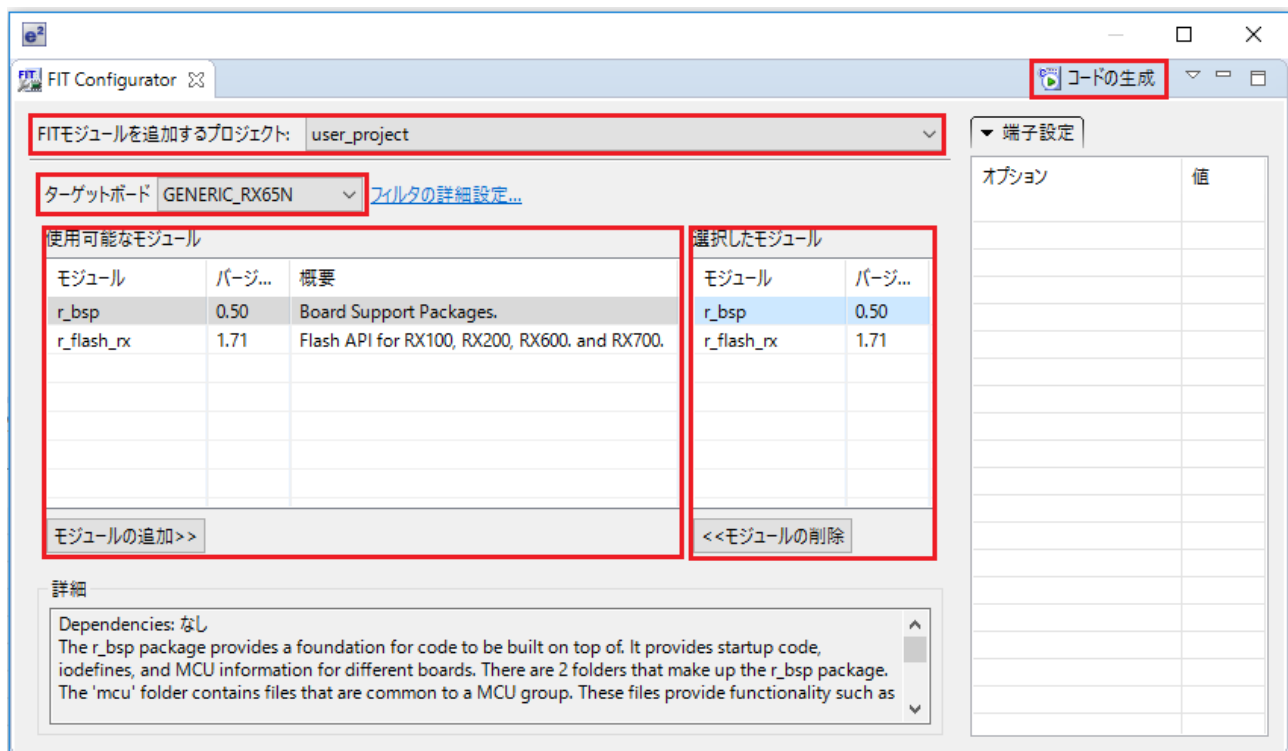 e²
FIT Configurator
コードの生成
FITモジュールを追加するプロジェクト: user_project
ターゲットボード GENERIC_RX65N フィルタの詳細設定...
使用可能なモジュール
モジュール バージ... 概要
r_bsp 0.50 Board Support Packages.
r_flash_rx 1.71 Flash API for RX100, RX200, RX600. and RX700.
モジュールの追加>>
選択したモジュール
モジュール バージ...
r_bsp 0.50
r_flash_rx 1.71
<<モジュールの削除
端子設定
オプション 値
詳細
Dependencies: なし
The r_bsp package provides a foundation for code to be built on top of. It provides startup code,
iodefines, and MCU information for different boards. There are 2 folders that make up the r_bsp package.
The 'mcu' folder contains files that are common to a MCU group. These files provide functionality such as